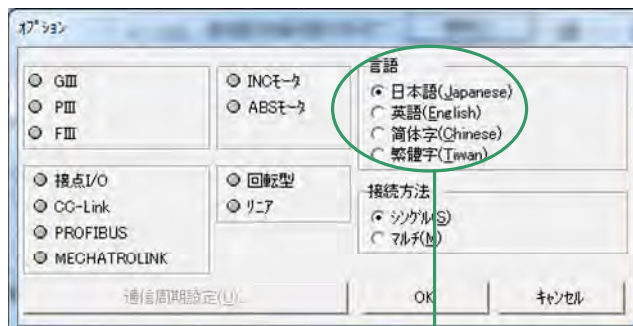 ｵﾌﾟｼｮﾝ
GⅢ
PⅢ
FⅢ
INCﾓｰﾀ
ABSﾓｰﾀ
言語
日本語(Japanese)
英語(English)
简体字(Chinese)
繁體字(Tiwan)
接点I/O
CC-Link
PROFIBUS
MECHATROLINK
回転型
ﾘﾆｱ
接続方法
ｼﾝｸﾞﾙ(S)
ﾏﾙﾁ(M)
通信周期設定(U)...
OK
ｷｬﾝｾﾙ